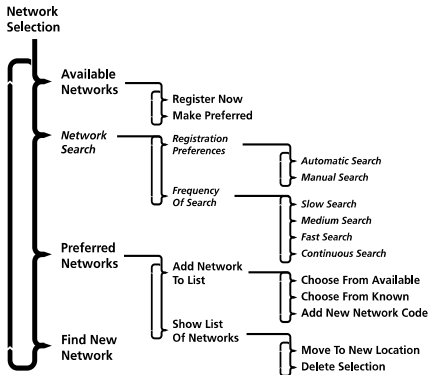 Network
Selection
Available
Networks
Register Now
Make Preferred
Network
Search
Registration
Preferences
Automatic Search
Manual Search
Frequency
Of Search
Slow Search
Medium Search
Fast Search
Continuous Search
Preferred
Networks
Add Network
To List
Choose From Available
Choose From Known
Add New Network Code
Show List
Of Networks
Move To New Location
Delete Selection
Find New
Network